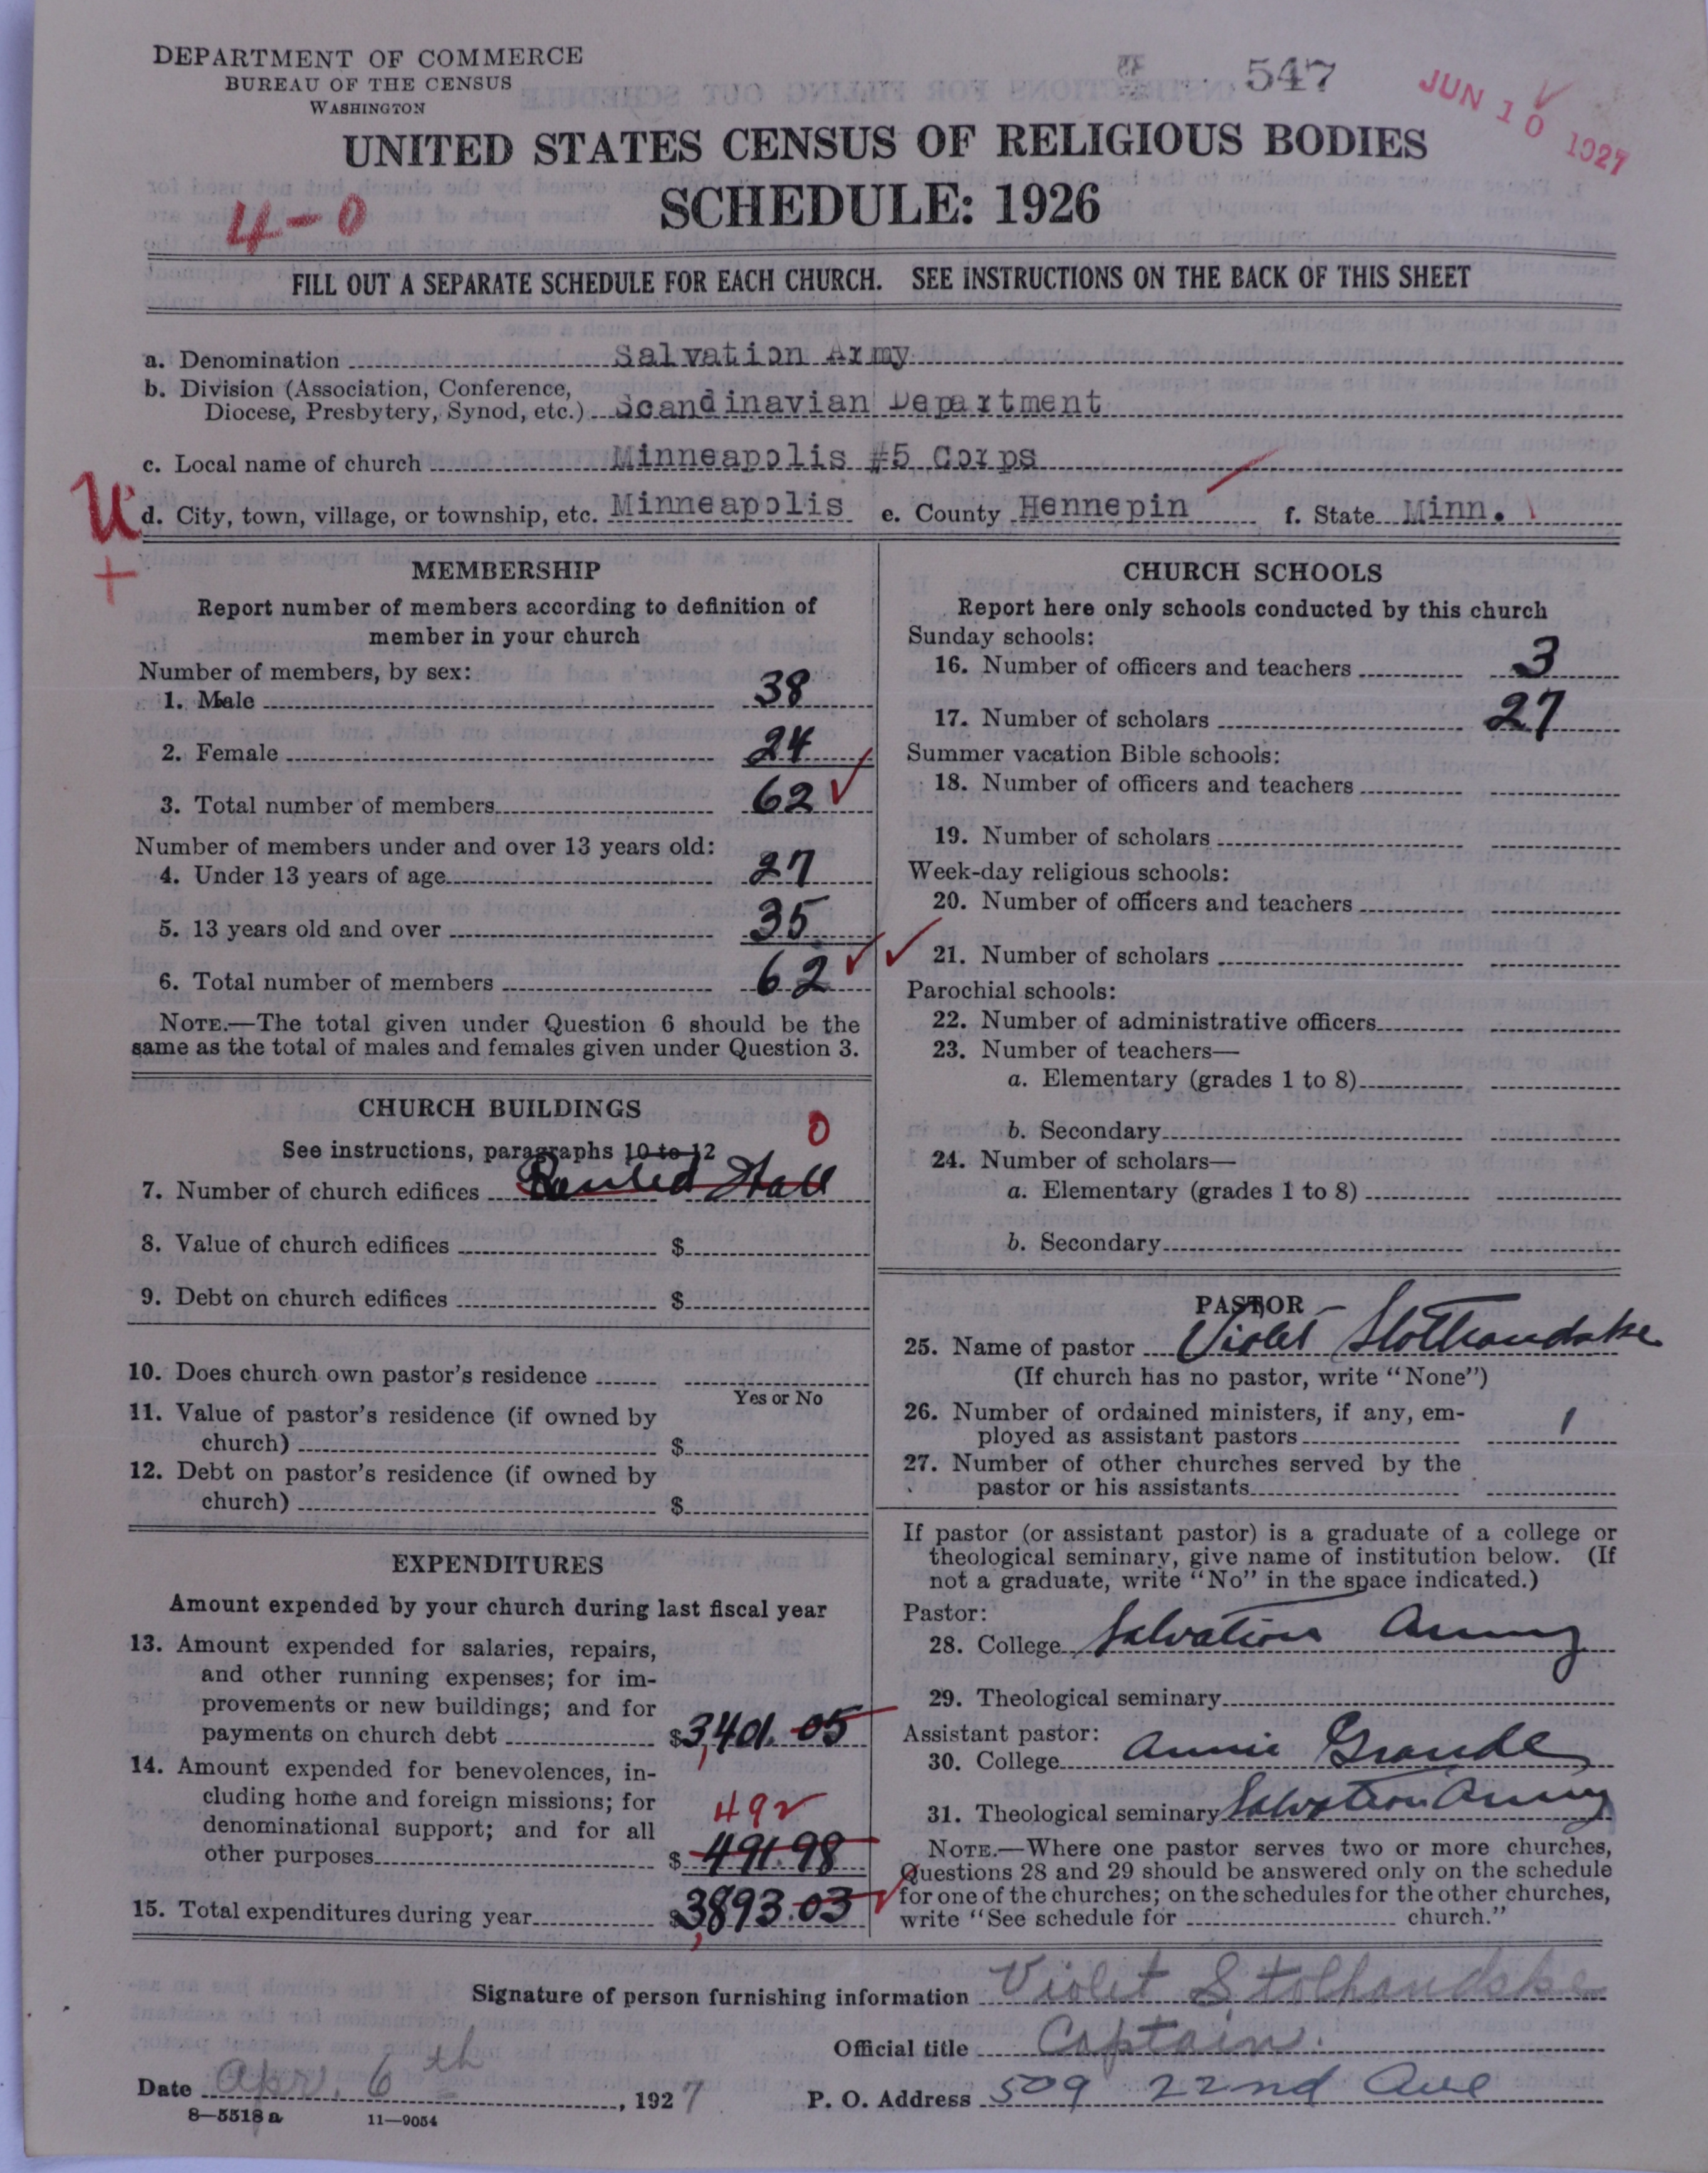 DEPARTMENT OF COMMERCE
BUREAU OF THE CENSUS
WASHINGTON
547
JUN 10 1927
UNITED STATES CENSUS OF RELIGIOUS BODIES
SCHEDULE: 1926
4-0
FILL OUT A SEPARATE SCHEDULE FOR EACH CHURCH. SEE INSTRUCTIONS ON THE BACK OF THIS SHEET
a. Denomination Salvation Army
b. Division (Association, Conference,
Diocese, Presbytery, Synod, etc.) Scandinavian Department
c. Local name of church Minneapolis #5 Corps
U
d. City, town, village, or township, etc. Minneapolis e. County Hennepin f. State Minn.
+
MEMBERSHIP
Report number of members according to definition of
member in your church
Number of members, by sex:
1. Male 38
2. Female 24
3. Total number of members 62
Number of members under and over 13 years old:
4. Under 13 years of age 27
5. 13 years old and over 35
6. Total number of members 62
NOTE.—The total given under Question 6 should be the
same as the total of males and females given under Question 3.
CHURCH BUILDINGS
0
See instructions, paragraphs 10 to 12
7. Number of church edifices Rented Hall
8. Value of church edifices $
9. Debt on church edifices $
10. Does church own pastor's residence
Yes or No
11. Value of pastor's residence (if owned by
church) $
12. Debt on pastor's residence (if owned by
church) $
EXPENDITURES
Amount expended by your church during last fiscal year
13. Amount expended for salaries, repairs,
and other running expenses; for im-
provements or new buildings; and for
payments on church debt $3,401.05
14. Amount expended for benevolences, in-
cluding home and foreign missions; for
denominational support; and for all
492
other purposes $491.98
15. Total expenditures during year $3,893.03
CHURCH SCHOOLS
Report here only schools conducted by this church
Sunday schools:
16. Number of officers and teachers 3
17. Number of scholars 27
Summer vacation Bible schools:
18. Number of officers and teachers
19. Number of scholars
Week-day religious schools:
20. Number of officers and teachers
21. Number of scholars
Parochial schools:
22. Number of administrative officers
23. Number of teachers—
a. Elementary (grades 1 to 8)
b. Secondary
24. Number of scholars—
a. Elementary (grades 1 to 8)
b. Secondary
PASTOR
25. Name of pastor Violet Stolhandske
(If church has no pastor, write "None")
26. Number of ordained ministers, if any, em-
ployed as assistant pastors 1
27. Number of other churches served by the
pastor or his assistants
If pastor (or assistant pastor) is a graduate of a college or
theological seminary, give name of institution below. (If
not a graduate, write "No" in the space indicated.)
Pastor:
28. College Salvation Army
29. Theological seminary
Assistant pastor:
30. College Annie Grande
31. Theological seminary Salvation Army
NOTE.—Where one pastor serves two or more churches,
Questions 28 and 29 should be answered only on the schedule
for one of the churches; on the schedules for the other churches,
write "See schedule for church."
Signature of person furnishing information Violet Stolhandske
Official title Captain.
Date Apr. 6th, 1927 P. O. Address 509 22nd Ave
8—5518a 11—9054